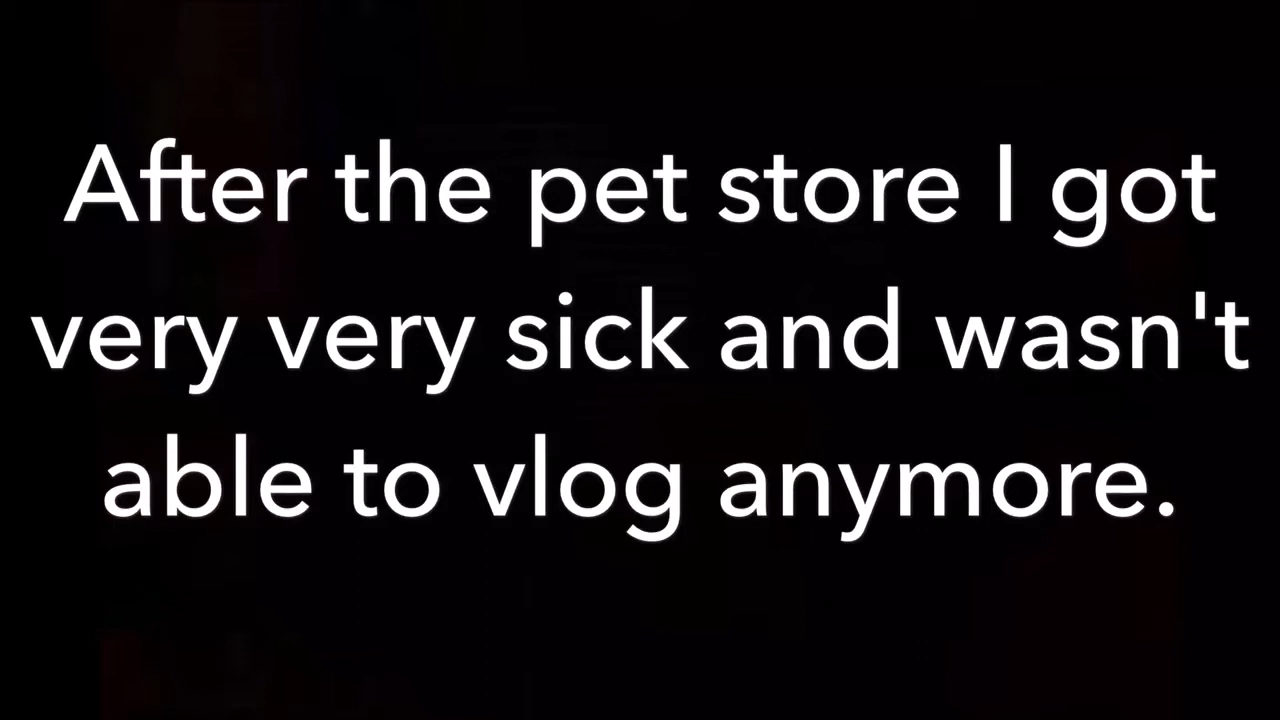 After the pet store I got
very very sick and wasn't
able to vlog anymore.